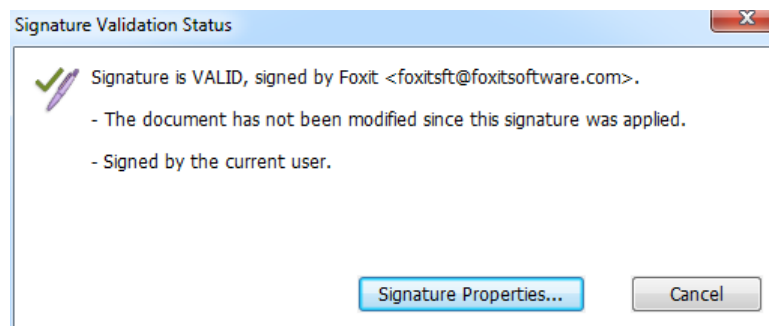 Signature Validation Status
Signature is VALID, signed by Foxit <foxitsft@foxitsoftware.com>.
- The document has not been modified since this signature was applied.
- Signed by the current user.
Signature Properties...
Cancel